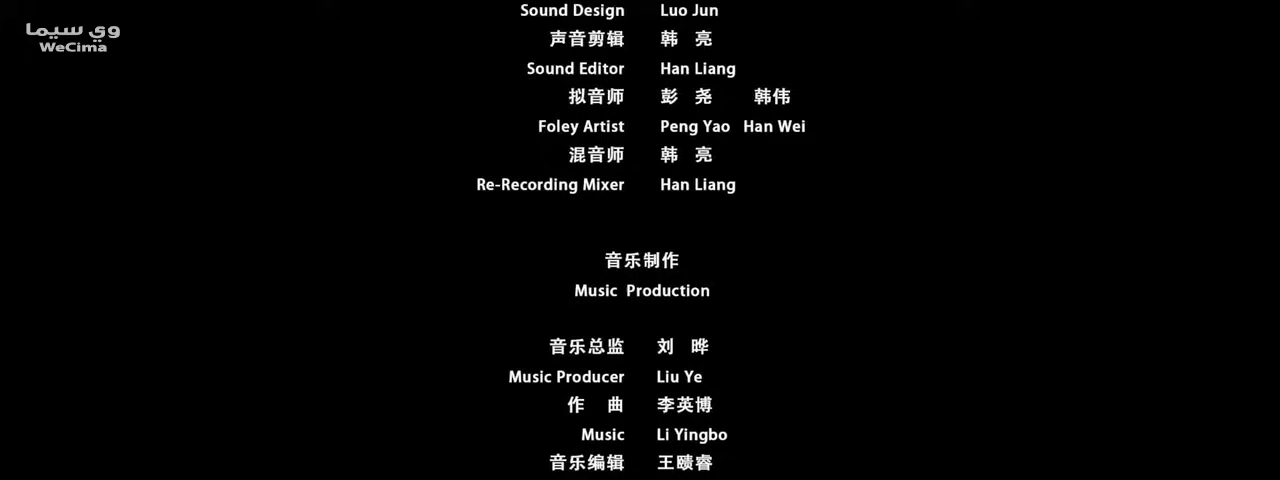 وي سيما
WeCima
Sound Design Luo Jun
声音剪辑 韩 亮
Sound Editor Han Liang
拟音师 彭 尧 韩伟
Foley Artist Peng Yao Han Wei
混音师 韩 亮
Re-Recording Mixer Han Liang
音乐制作
Music Production
音乐总监 刘 晔
Music Producer Liu Ye
作 曲 李英博
Music Li Yingbo
音乐编辑 王赜睿